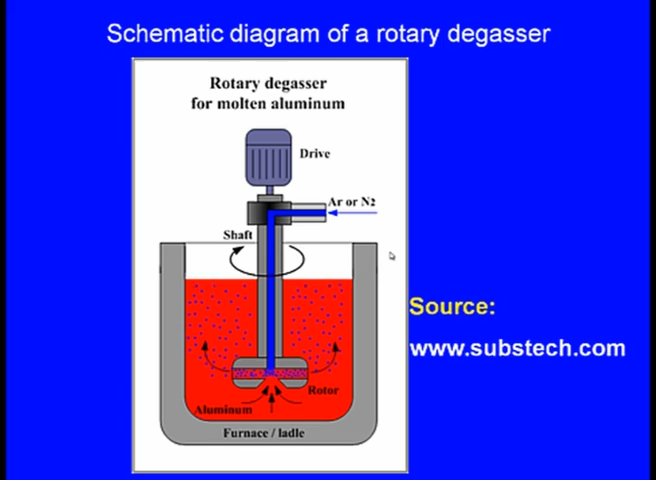 Schematic diagram of a rotary degasser
Rotary degasser
for molten aluminum
Drive
Ar or N2
Shaft
Source:
www.substech.com
Rotor
Aluminum
Furnace / ladle